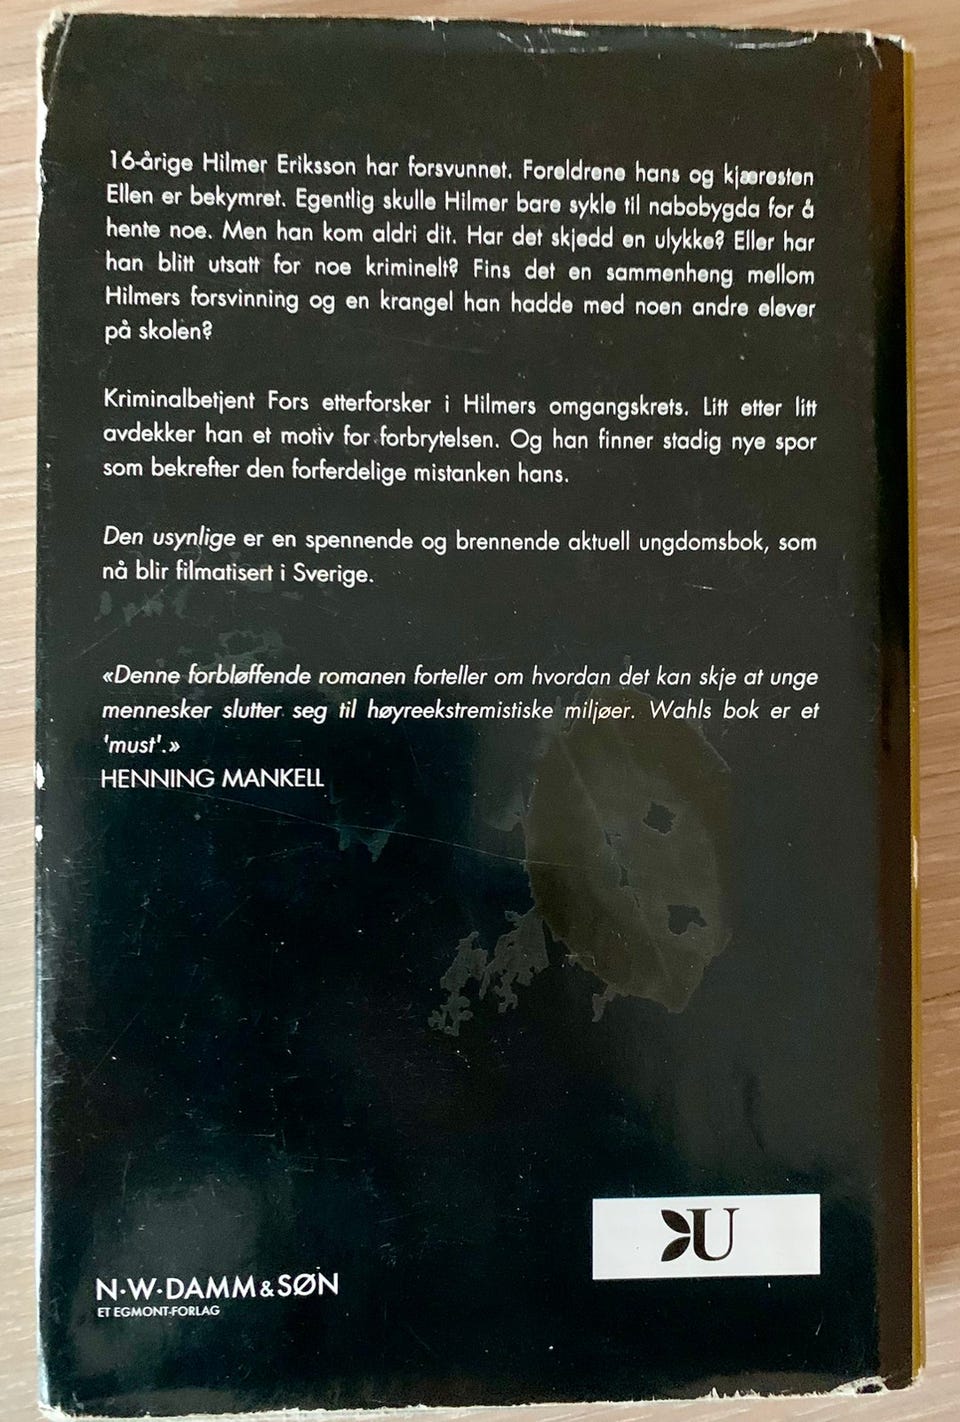 16-årige Hilmer Eriksson har forsvunnet. Foreldrene hans og kjæresten
Ellen er bekymret. Egentlig skulle Hilmer bare sykle til nabobygda for å
hente noe. Men han kom aldri dit. Har det skjedd en ulykke? Eller har
han blitt utsatt for noe kriminelt? Fins det en sammenheng mellom
Hilmers forsvinning og en krangel han hadde med noen andre elever
på skolen?
Kriminalbetjent Fors etterforsker i Hilmers omgangskrets. Litt etter litt
avdekker han et motiv for forbrytelsen. Og han finner stadig nye spor
som bekrefter den forferdelige mistanken hans.
Den usynlige er en spennende og brennende aktuell ungdomsbok, som
nå blir filmatisert i Sverige.
«Denne forbløffende romanen forteller om hvordan det kan skje at unge
mennesker slutter seg til høyreekstremistiske miljøer. Wahls bok er et
'must'.»
HENNING MANKELL
U
N·W·DAMM & SØN
ET EGMONT-FORLAG